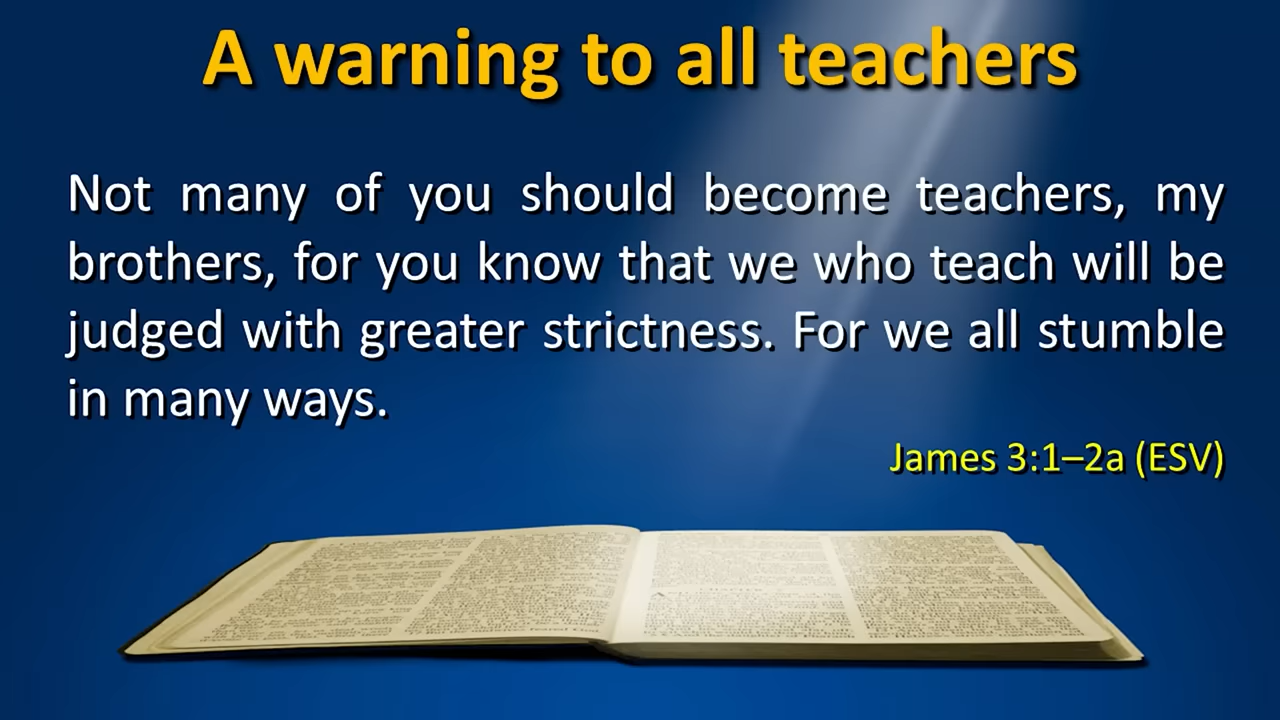 A warning to all teachers
Not many of you should become teachers, my
brothers, for you know that we who teach will be
judged with greater strictness. For we all stumble
in many ways.
James 3:1–2a (ESV)